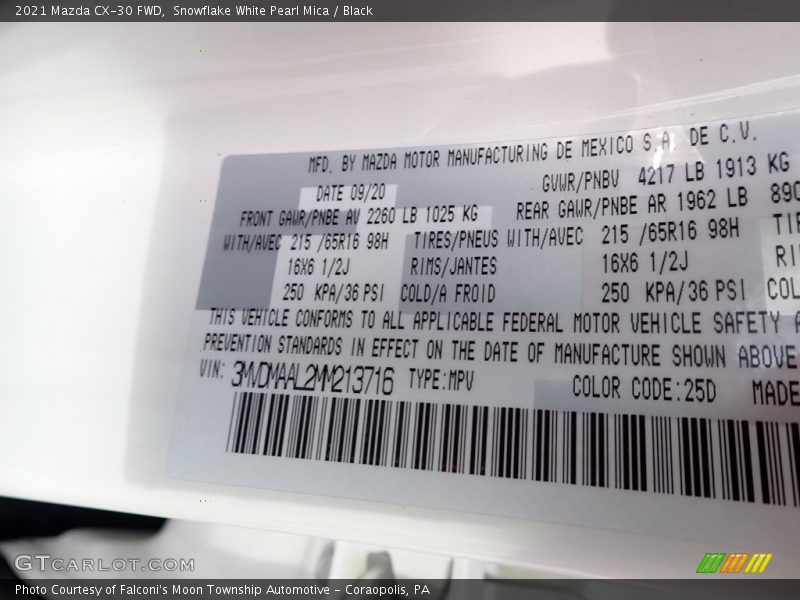 2021 Mazda CX-30 FWD, Snowflake White Pearl Mica / Black
MFD. BY MAZDA MOTOR MANUFACTURING DE MEXICO S.A. DE C.V.
DATE 09/20 GVWR/PNBV 4217 LB 1913 KG
FRONT GAWR/PNBE AV 2260 LB 1025 KG REAR GAWR/PNBE AR 1962 LB 890
WITH/AVEC 215 /65R16 98H TIRES/PNEUS WITH/AVEC 215 /65R16 98H TIR
16X6 1/2J RIMS/JANTES 16X6 1/2J RI
250 KPA/36 PSI COLD/A FROID 250 KPA/36 PSI COL
THIS VEHICLE CONFORMS TO ALL APPLICABLE FEDERAL MOTOR VEHICLE SAFETY A
PREVENTION STANDARDS IN EFFECT ON THE DATE OF MANUFACTURE SHOWN ABOVE
VIN: 3MVDMAAL2MM213716 TYPE:MPV COLOR CODE:25D MADE
GTCARLOT.COM
Photo Courtesy of Falconi's Moon Township Automotive – Coraopolis, PA